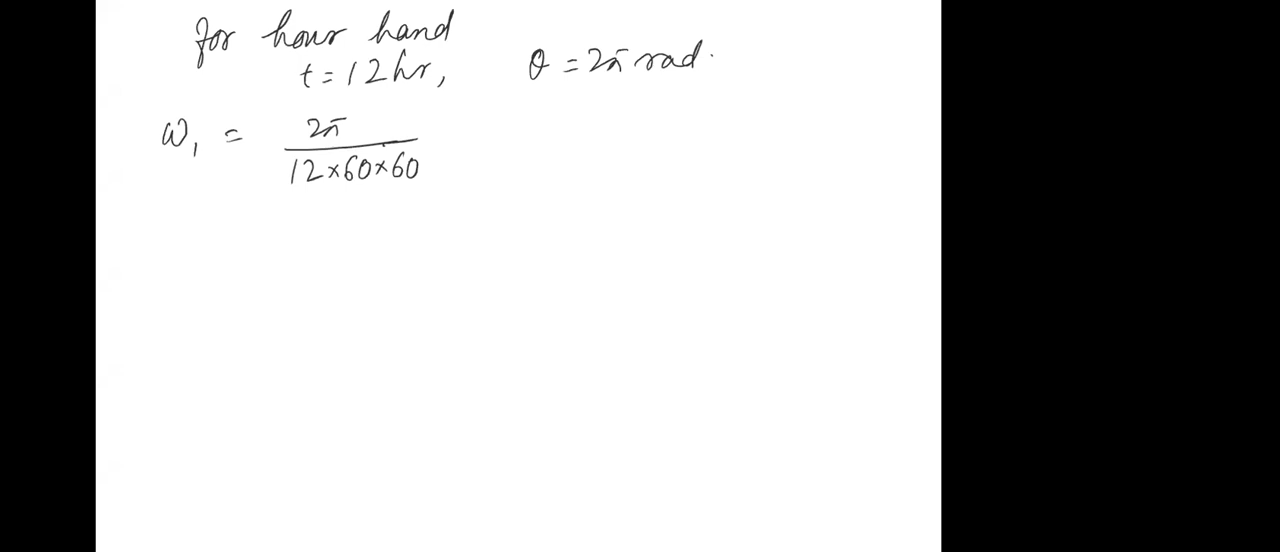 for hour hand
t = 12 hr, θ = 2π rad.
ω₁ = 2π / 12×60×60